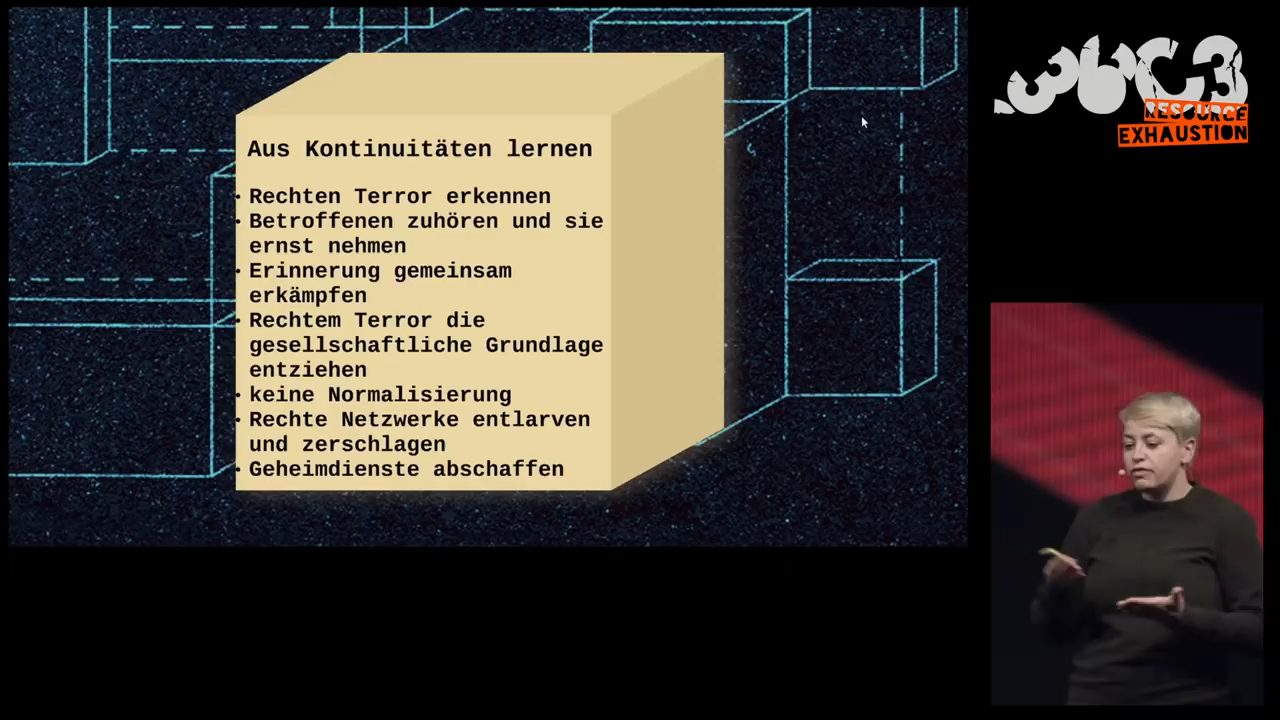 36C3
RESOURCE
EXHAUSTION
Aus Kontinuitäten lernen
• Rechten Terror erkennen
• Betroffenen zuhören und sie
ernst nehmen
• Erinnerung gemeinsam
erkämpfen
• Rechtem Terror die
gesellschaftliche Grundlage
entziehen
• keine Normalisierung
• Rechte Netzwerke entlarven
und zerschlagen
• Geheimdienste abschaffen